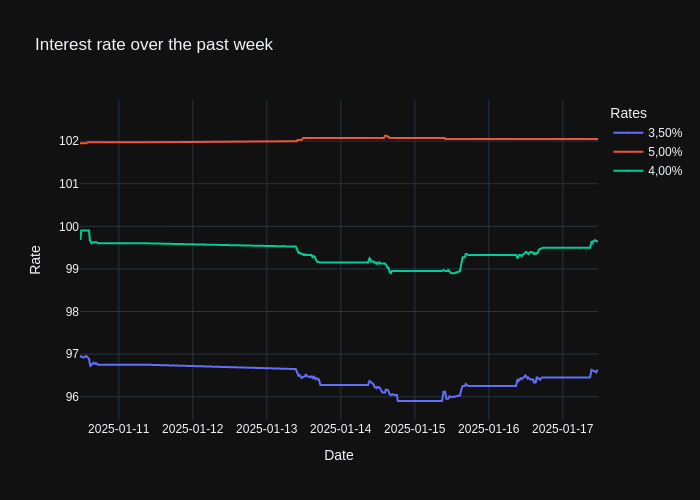 Interest rate over the past week
Rates
3,50%
5,00%
4,00%
Rate
102
101
100
99
98
97
96
2025-01-11 2025-01-12 2025-01-13 2025-01-14 2025-01-15 2025-01-16 2025-01-17
Date